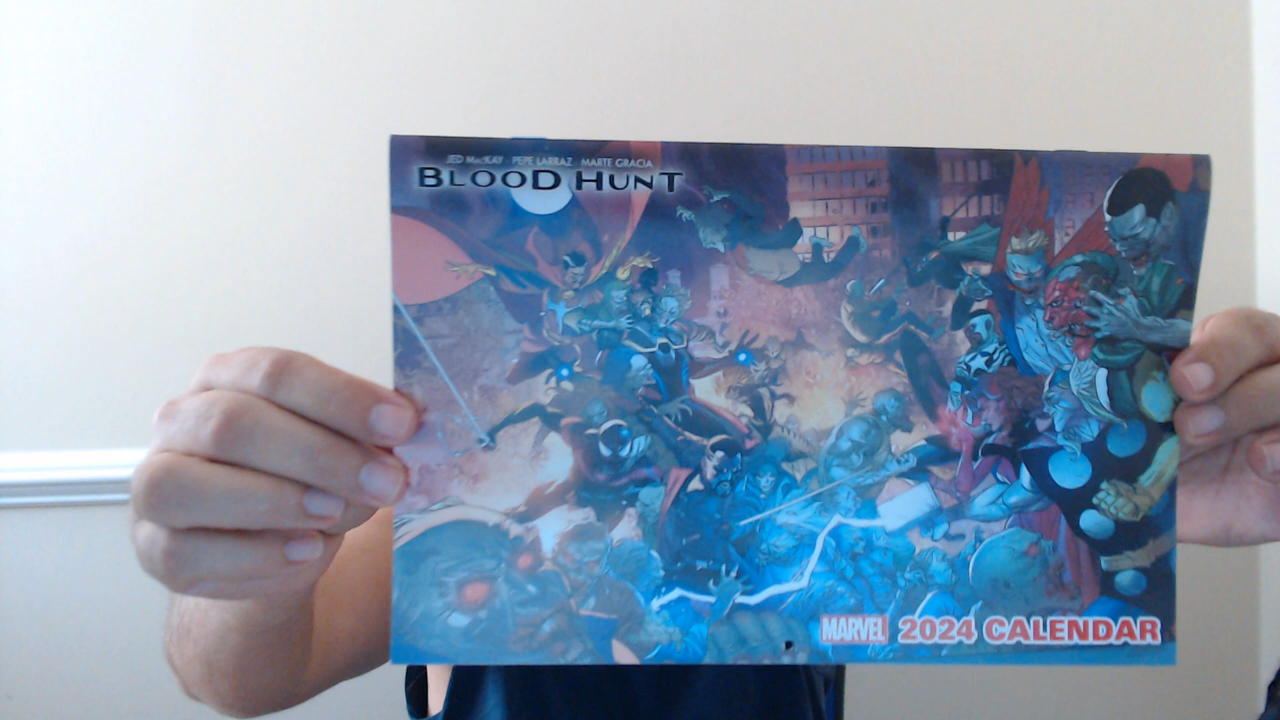 JED MacKAY · PEPE LARRAZ · MARTE GRACIA
BLOOD HUNT
MARVEL 2024 CALENDAR